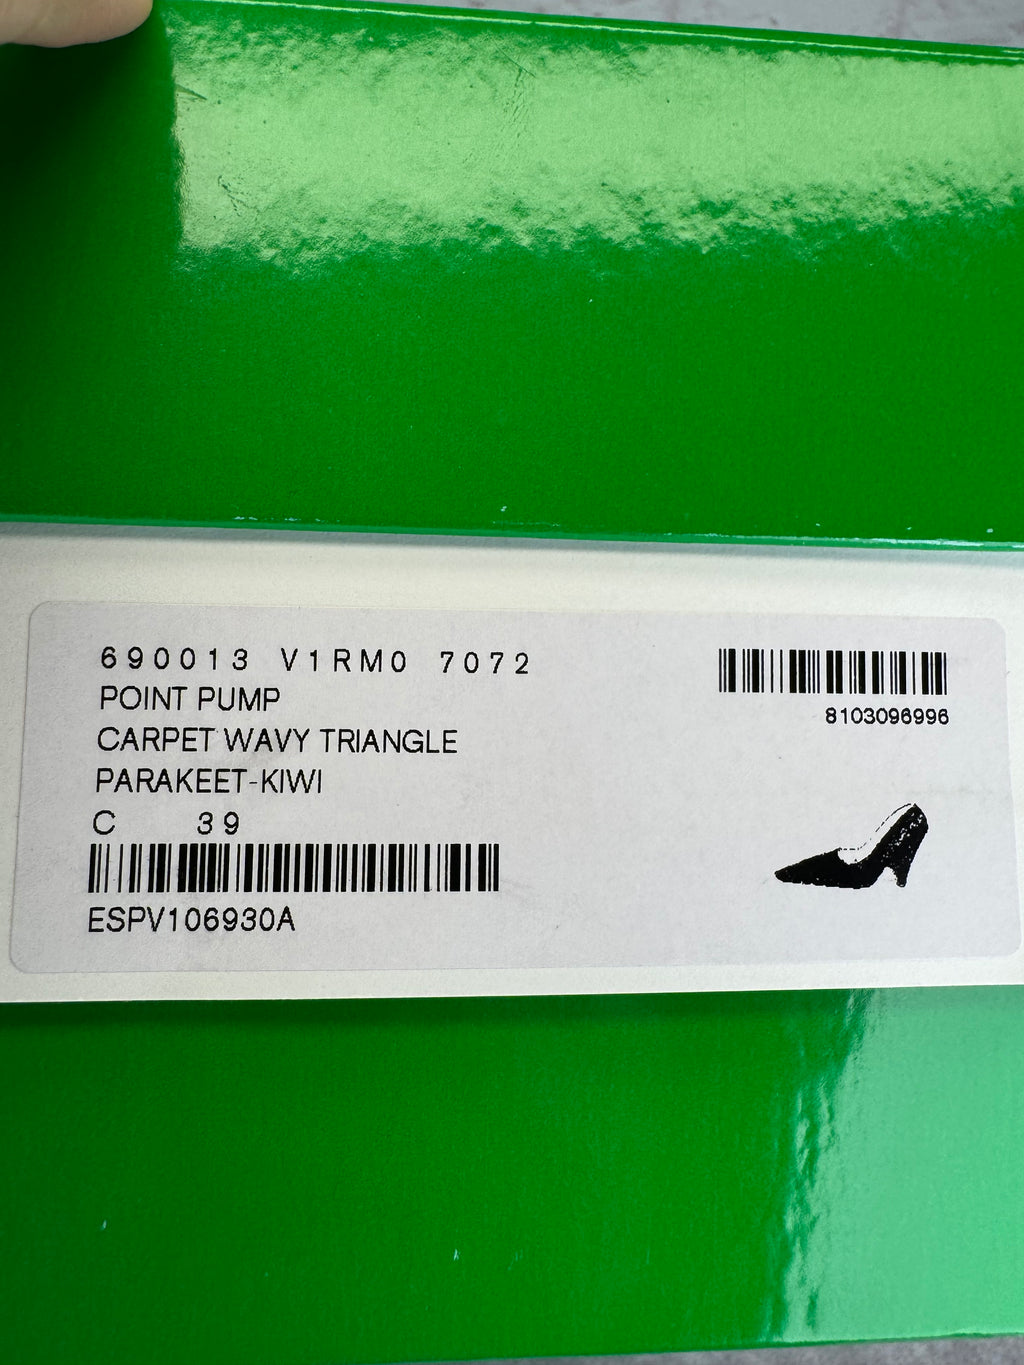 690013 V1RM0 7072
POINT PUMP
CARPET WAVY TRIANGLE
PARAKEET-KIWI
C 39
ESPV106930A
8103096996